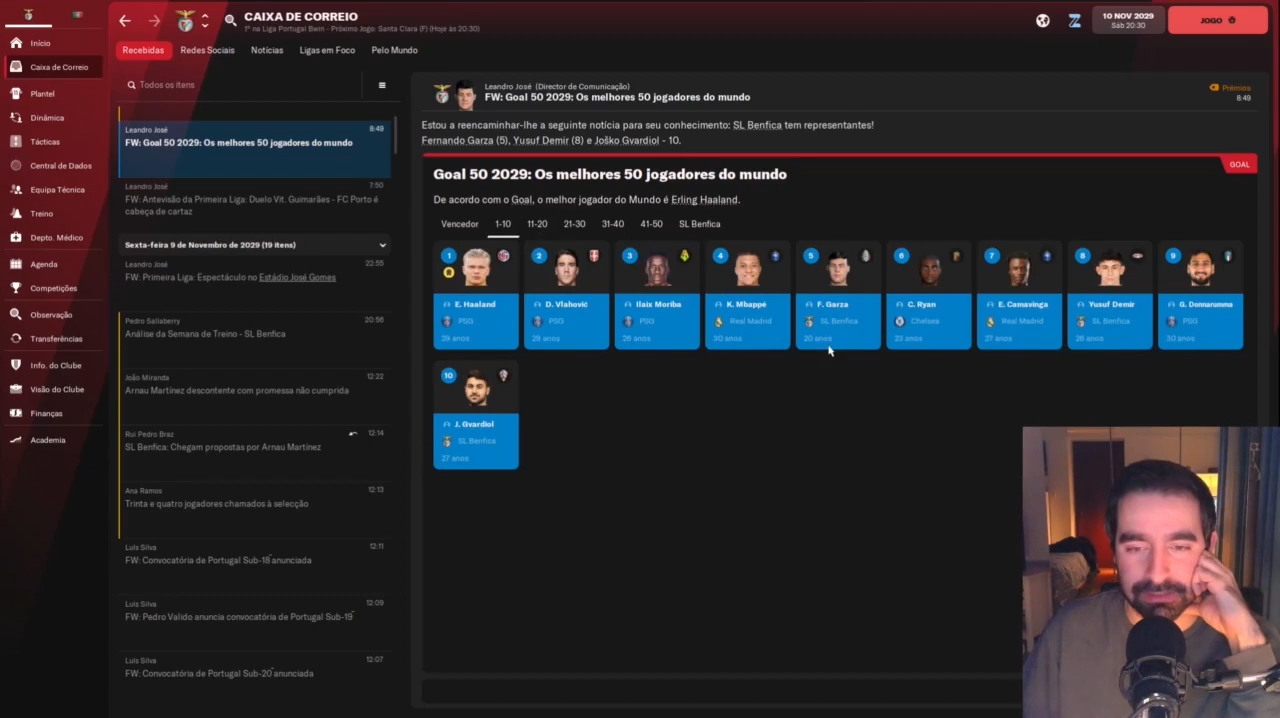 CAIXA DE CORREIO
1º na Liga Portugal Bwin - Próximo Jogo: Santa Clara (F) (Hoje às 20:30)
10 NOV 2029
Sáb 20:30
JOGO
Início
Caixa de Correio
Plantel
Dinâmica
Tácticas
Central de Dados
Equipa Técnica
Treino
Depto. Médico
Agenda
Competições
Observação
Transferências
Info. do Clube
Visão do Clube
Finanças
Academia
Recebidas
Redes Sociais
Notícias
Ligas em Foco
Pelo Mundo
Todos os itens
Leandro José 8:49
FW: Goal 50 2029: Os melhores 50 jogadores do mundo
Leandro José 7:50
FW: Antevisão da Primeira Liga: Duelo Vit. Guimarães - FC Porto é
cabeça de cartaz
Sexta-feira 9 de Novembro de 2029 (19 itens)
Leandro José 22:55
FW: Primeira Liga: Espectáculo no Estádio José Gomes
Pedro Sallaberry 20:56
Análise da Semana de Treino - SL Benfica
João Miranda 12:22
Arnau Martínez descontente com promessa não cumprida
Rui Pedro Braz 12:14
SL Benfica: Chegam propostas por Arnau Martínez
Ana Ramos 12:13
Trinta e quatro jogadores chamados à selecção
Luís Silva 12:11
FW: Convocatória de Portugal Sub-18 anunciada
Luís Silva 12:09
FW: Pedro Valido anuncia convocatória de Portugal Sub-19
Luís Silva 12:07
FW: Convocatória de Portugal Sub-20 anunciada
Leandro José (Director de Comunicação)
FW: Goal 50 2029: Os melhores 50 jogadores do mundo
Prémios
8:49
Estou a reencaminhar-lhe a seguinte notícia para seu conhecimento: SL Benfica tem representantes!
Fernando Garza (5), Yusuf Demir (8) e Joško Gvardiol - 10.
GOAL
Goal 50 2029: Os melhores 50 jogadores do mundo
De acordo com o Goal, o melhor jogador do Mundo é Erling Haaland.
Vencedor
1-10
11-20
21-30
31-40
41-50
SL Benfica
1
E. Haaland
PSG
29 anos
2
D. Vlahović
PSG
29 anos
3
Ilaix Moriba
PSG
26 anos
4
K. Mbappé
Real Madrid
30 anos
5
F. Garza
SL Benfica
20 anos
6
C. Ryan
Chelsea
23 anos
7
E. Camavinga
Real Madrid
27 anos
8
Yusuf Demir
SL Benfica
26 anos
9
G. Donnarumma
PSG
30 anos
10
J. Gvardiol
SL Benfica
27 anos